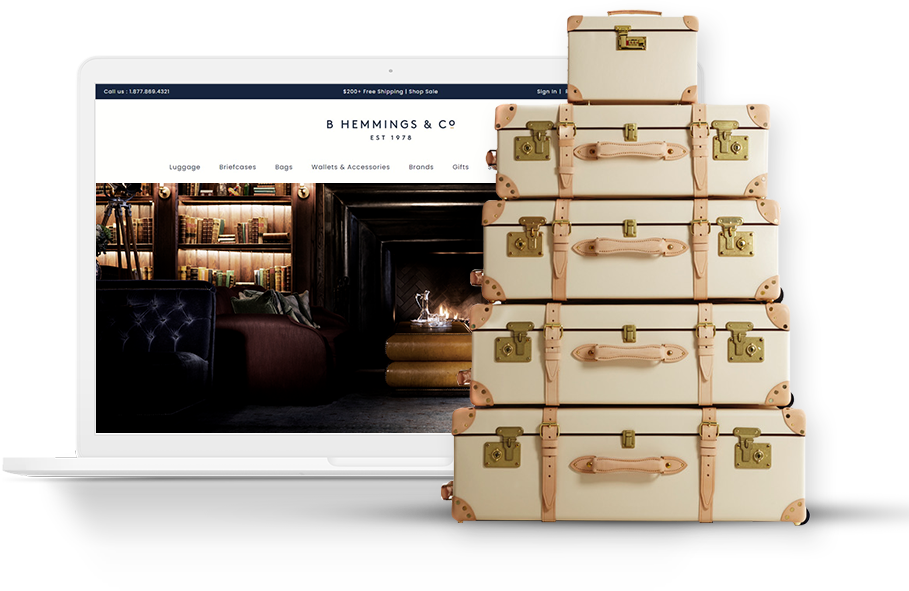 Call us : 1.877.869.4321
$200+ Free Shipping | Shop Sale
Sign In |
B HEMMINGS & Cº
EST 1978
Luggage Briefcases Bags Wallets & Accessories Brands Gifts